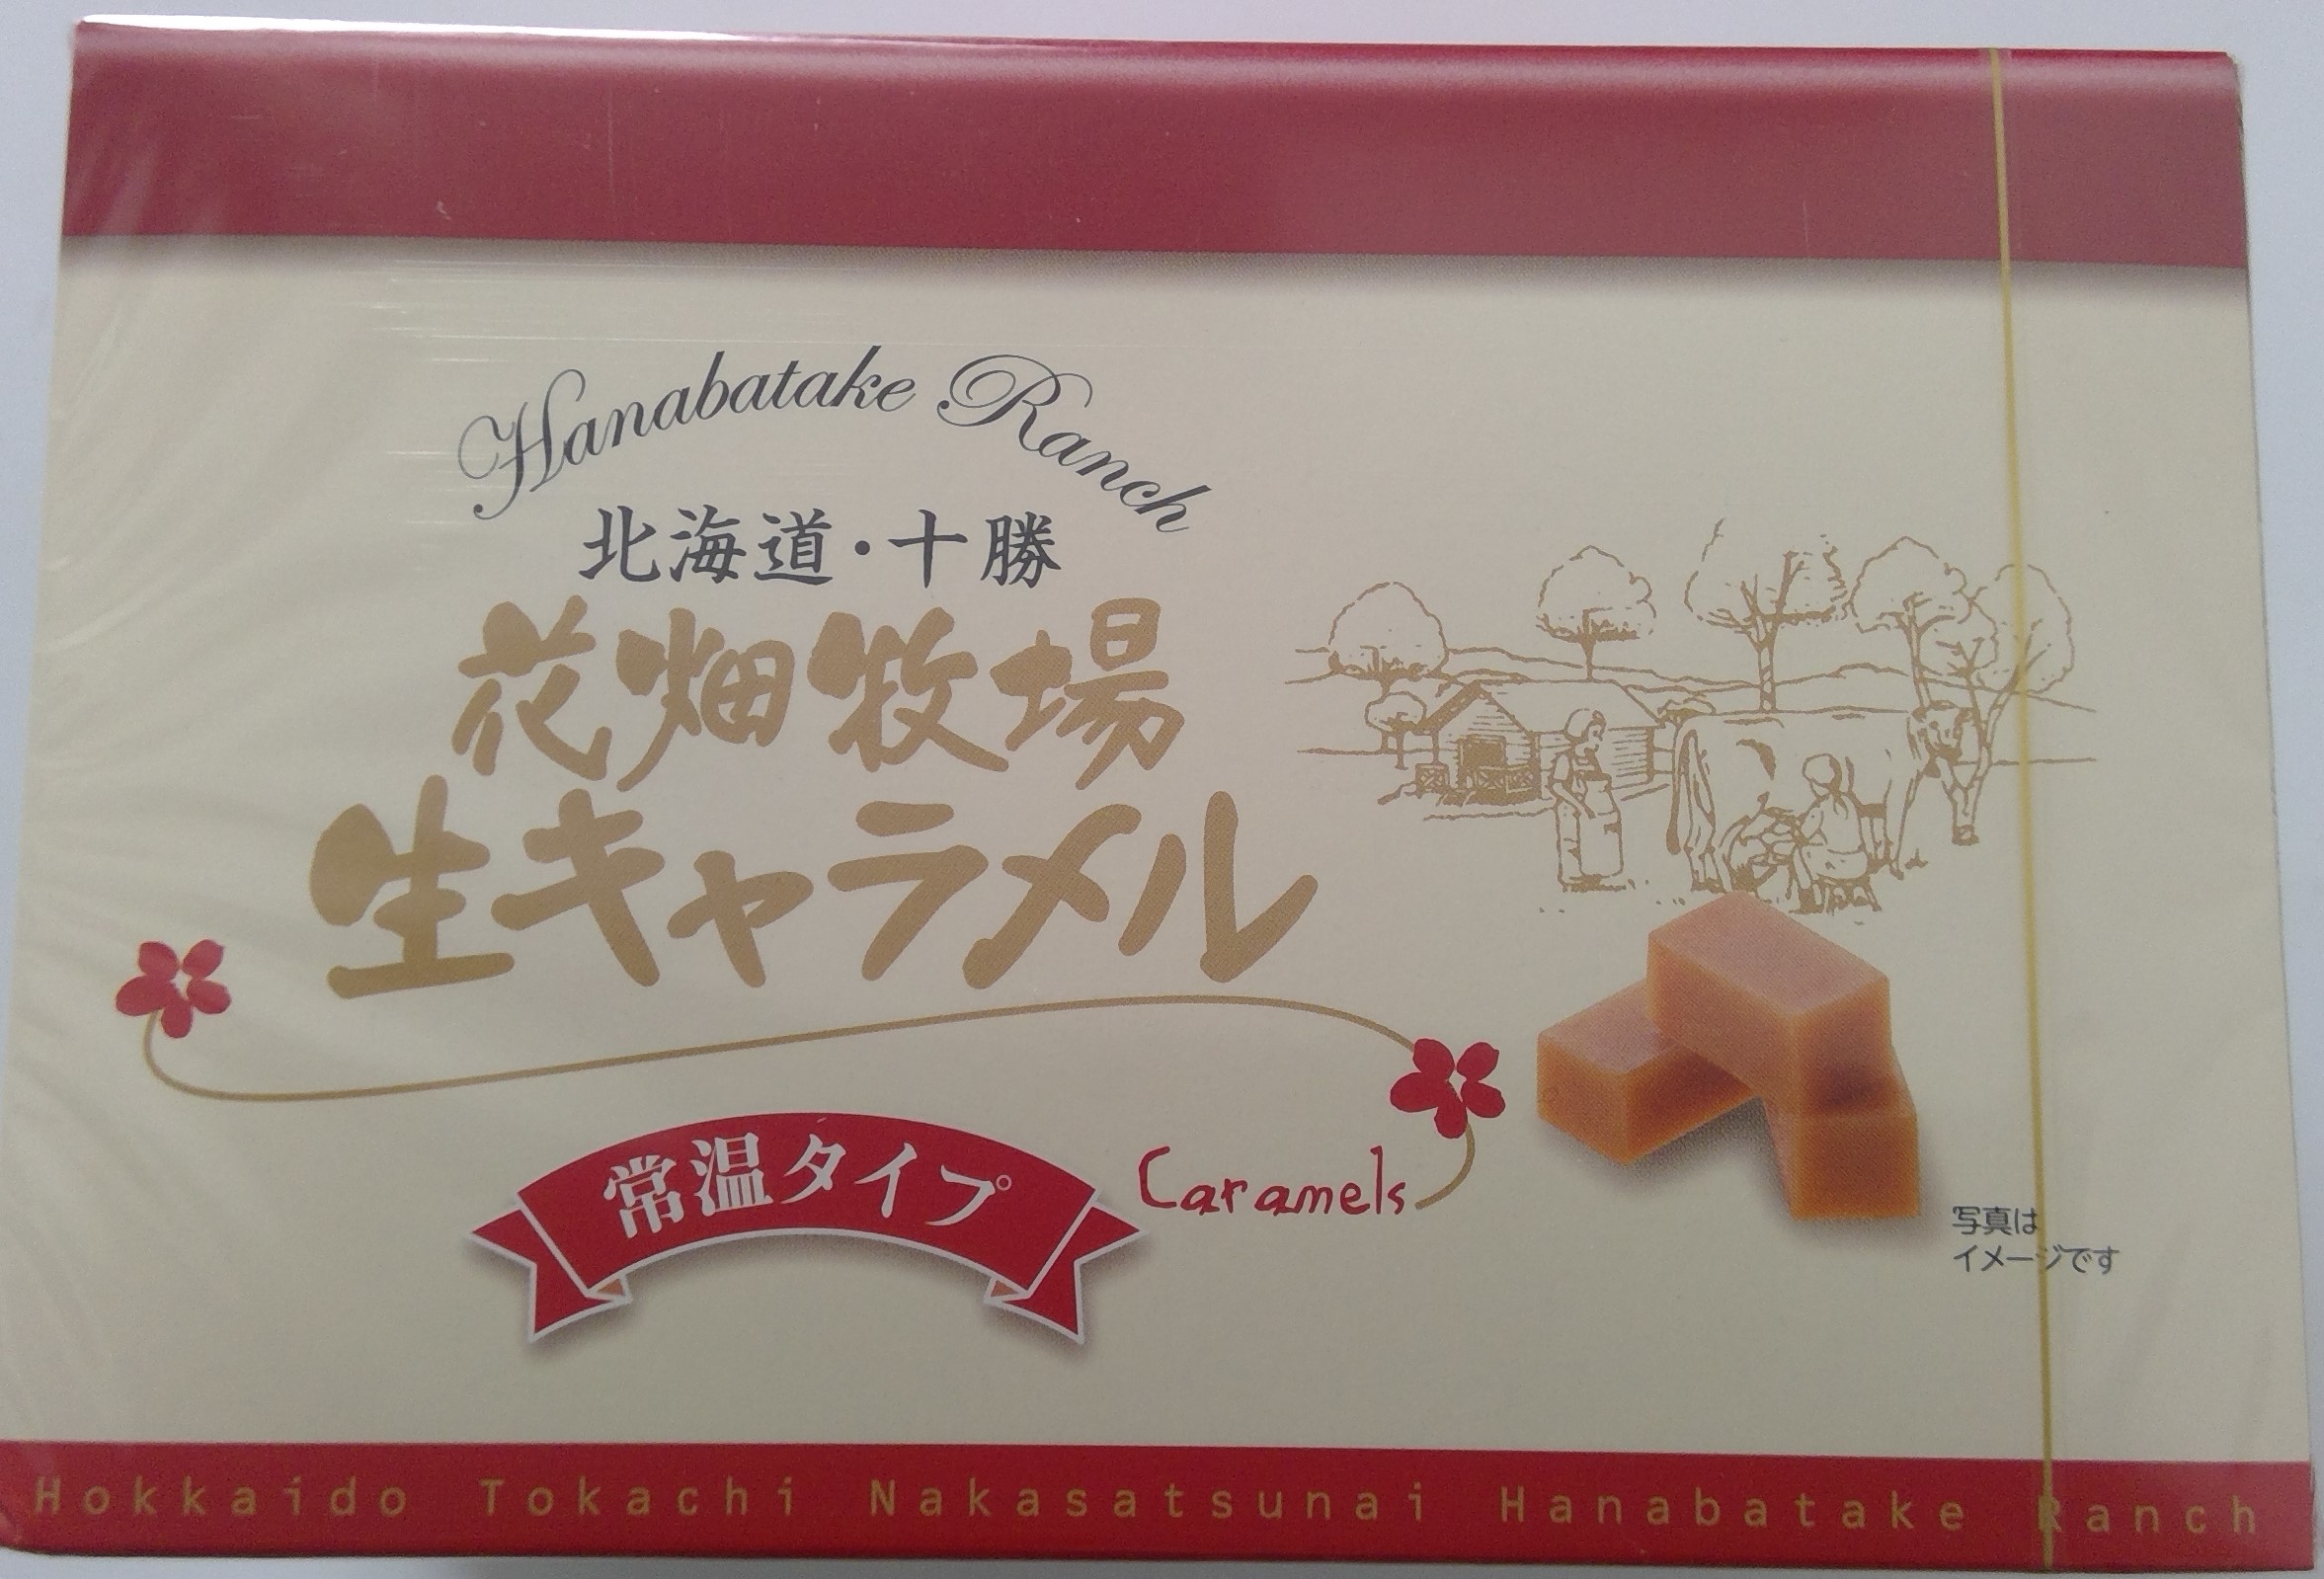 Hanabatake Ranch
北海道・十勝
花畑牧場
生キャラメル
常温タイプ
Caramels
写真は
イメージです
Hokkaido Tokachi Nakasatsunai Hanabatake Ranch